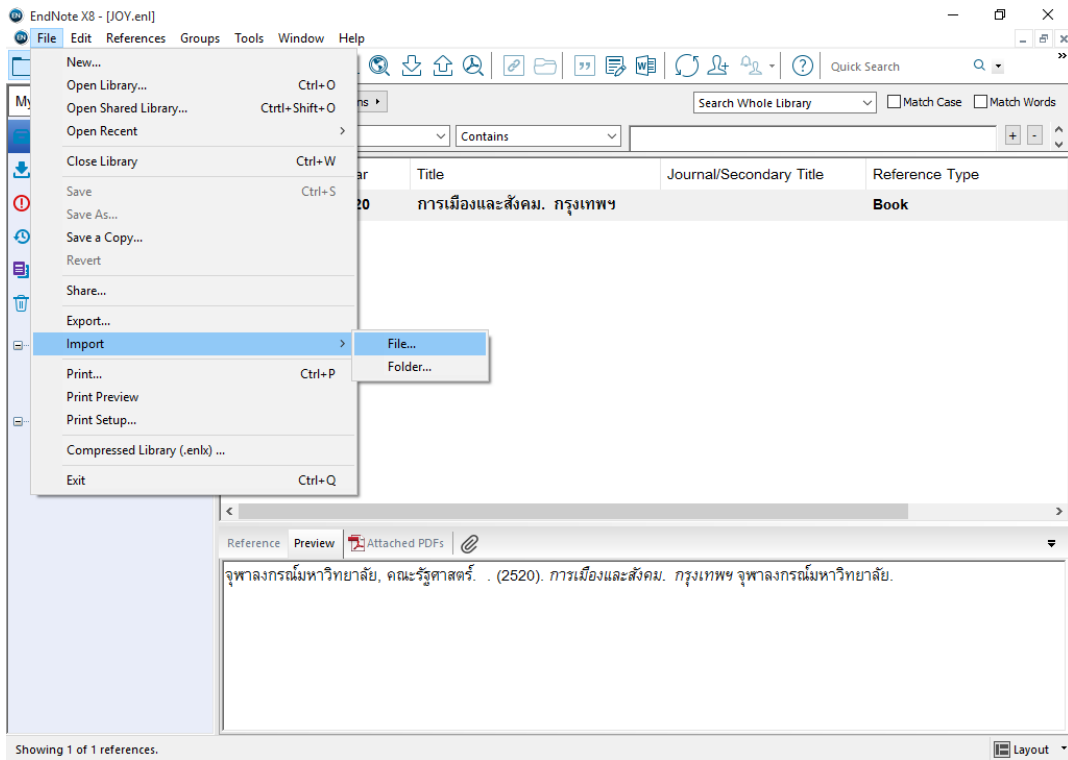 EndNote X8 - [JOY.enl]
File Edit References Groups Tools Window Help
New...
Open Library... Ctrl+O
Open Shared Library... Ctrtl+Shift+O
Open Recent
Close Library Ctrl+W
Save Ctrl+S
Save As...
Save a Copy...
Revert
Share...
Export...
Import
File...
Folder...
Print... Ctrl+P
Print Preview
Print Setup...
Compressed Library (.enlx) ...
Exit Ctrl+Q
Quick Search
My
Search Whole Library Match Case Match Words
Contains
Title Journal/Secondary Title Reference Type
20 การเมืองและสังคม. กรุงเทพฯ Book
Reference Preview Attached PDFs
จุฬาลงกรณ์มหาวิทยาลัย, คณะรัฐศาสตร์. . (2520). การเมืองและสังคม. กรุงเทพฯ จุฬาลงกรณ์มหาวิทยาลัย.
Showing 1 of 1 references.
Layout